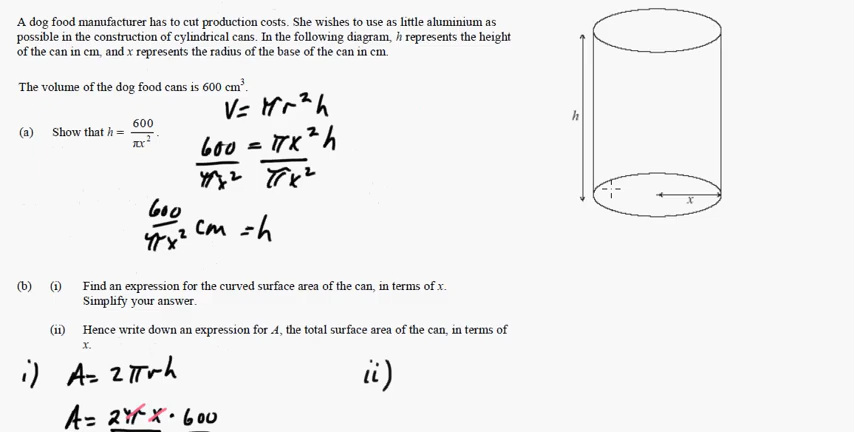 A dog food manufacturer has to cut production costs. She wishes to use as little aluminium as
possible in the construction of cylindrical cans. In the following diagram, h represents the height
of the can in cm, and x represents the radius of the base of the can in cm.
The volume of the dog food cans is 600 cm³.
V = πr²h
(a) Show that h = 600/πx².
600/πx² = πx²h/πx²
600/πx² cm = h
h
x
(b) (i) Find an expression for the curved surface area of the can, in terms of x.
Simplify your answer.
(ii) Hence write down an expression for A, the total surface area of the can, in terms of
x.
i) A = 2πrh
ii)
A = 2πx · 600